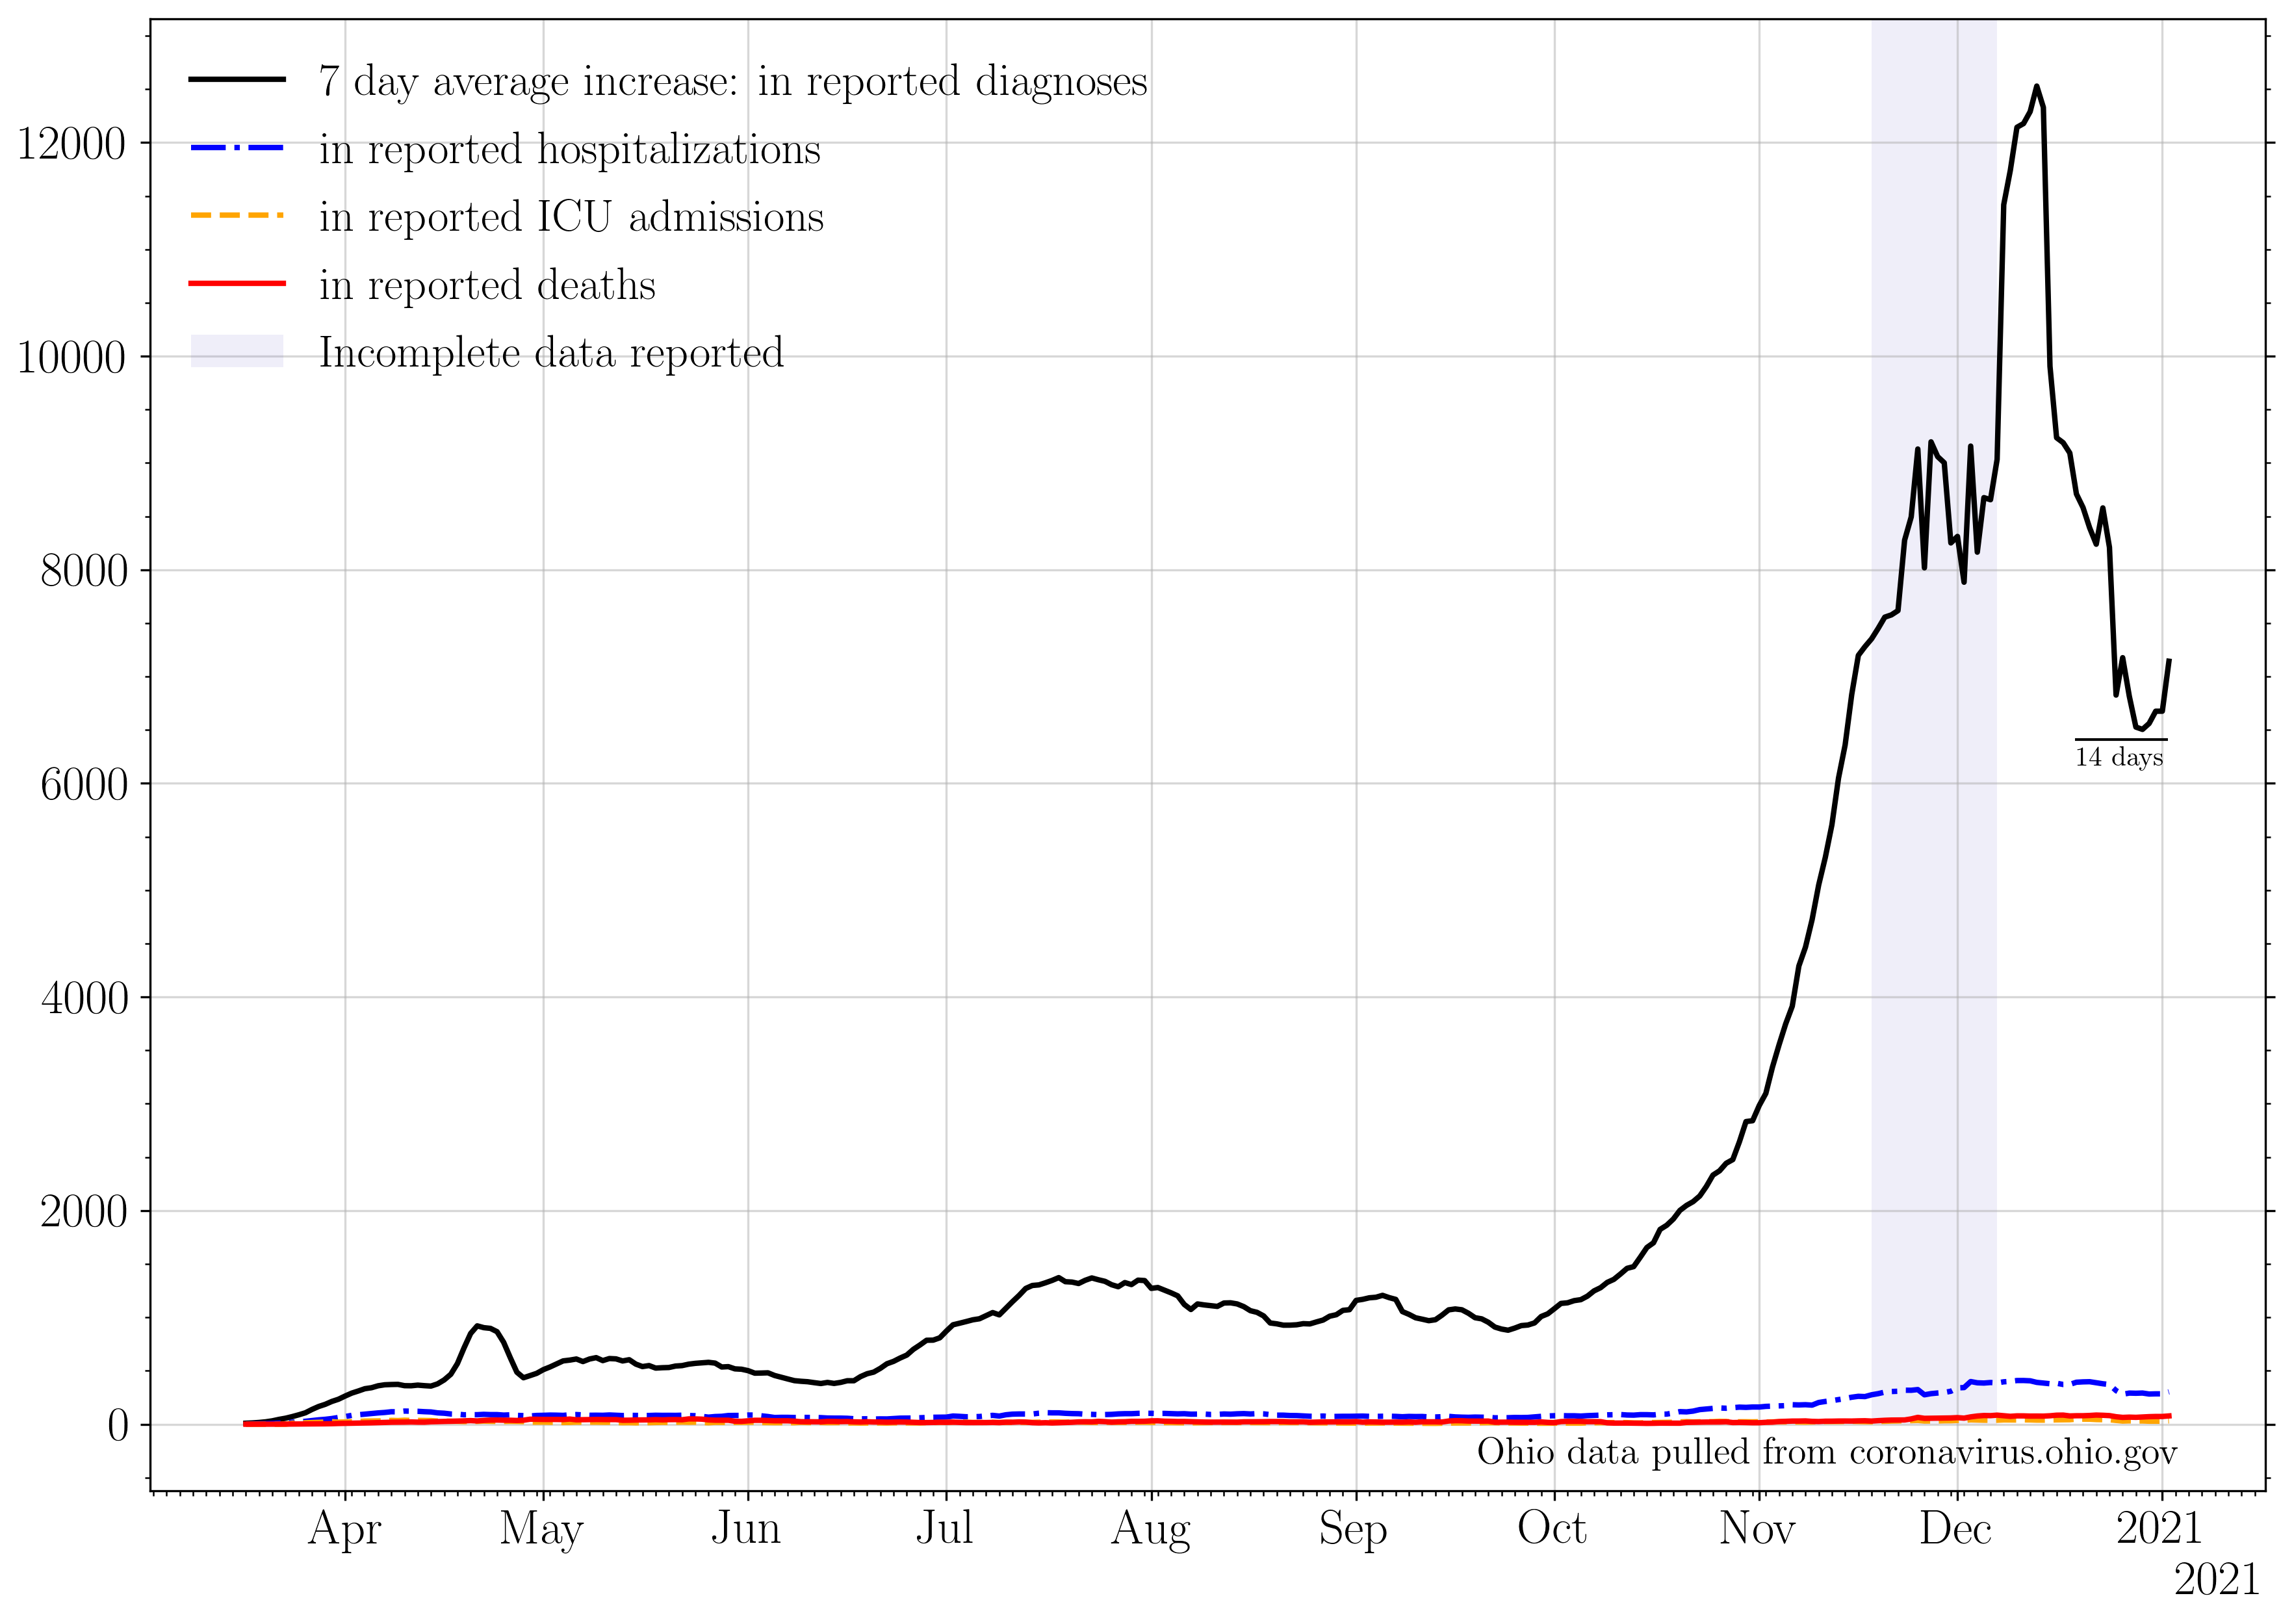 7 day average increase: in reported diagnoses
in reported hospitalizations
in reported ICU admissions
in reported deaths
Incomplete data reported
12000
10000
8000
6000
4000
2000
0
14 days
Ohio data pulled from coronavirus.ohio.gov
Apr May Jun Jul Aug Sep Oct Nov Dec 2021
2021